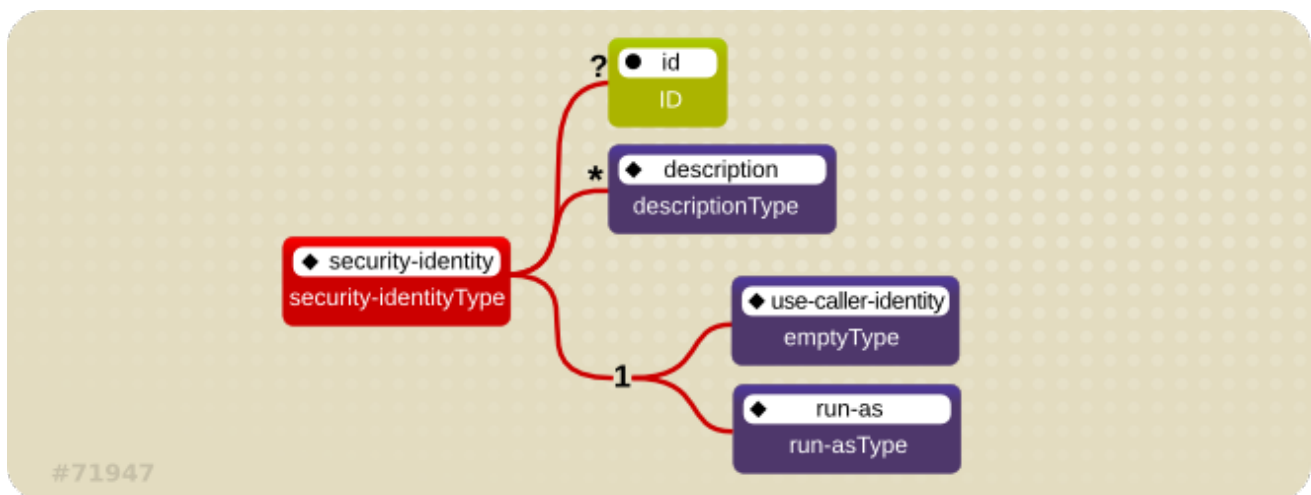 ?
id
ID
*
description
descriptionType
security-identity
security-identityType
use-caller-identity
emptyType
1
run-as
run-asType
#71947